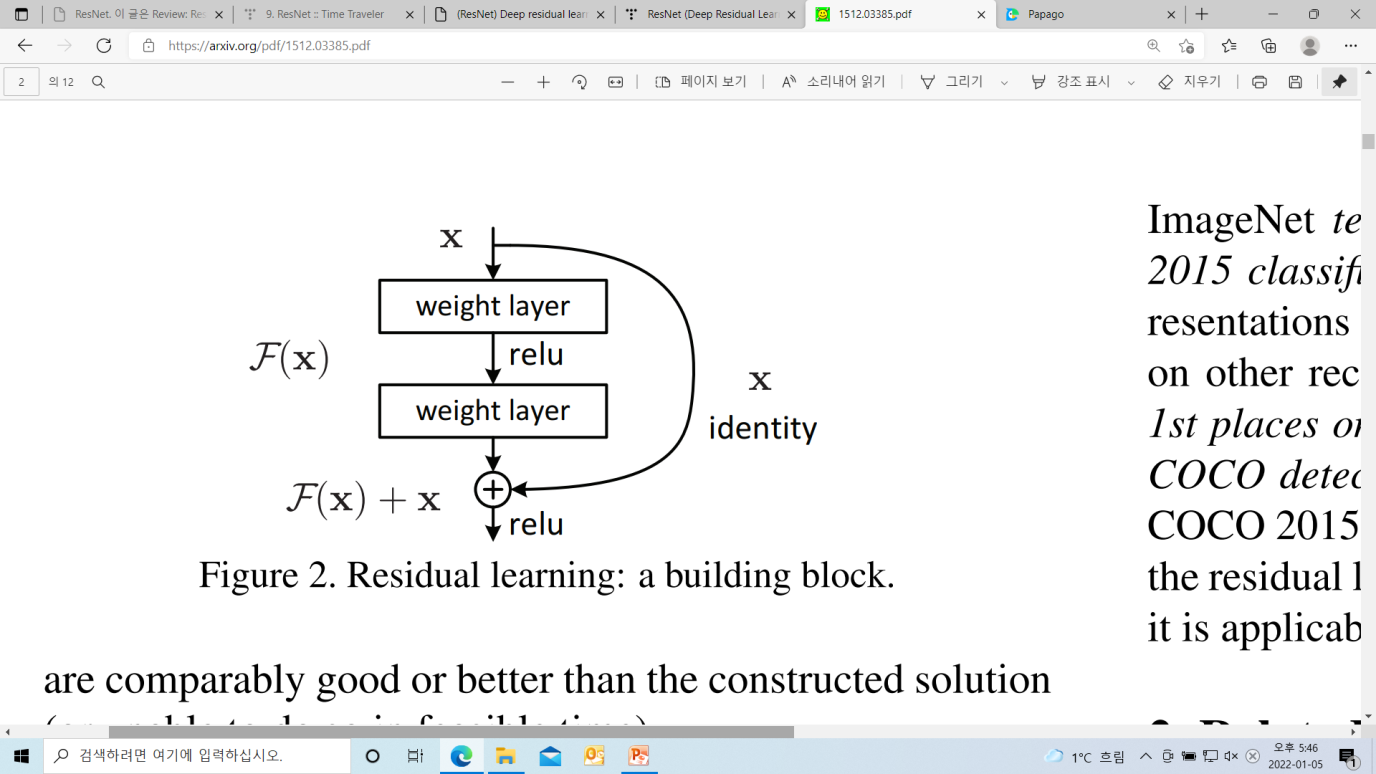 ResNet. 이 글은 Review: Res
9. ResNet :: Time Traveler
(ResNet) Deep residual lear
ResNet (Deep Residual Lear
1512.03385.pdf
Papago
https://arxiv.org/pdf/1512.03385.pdf
2 의 12
페이지 보기
소리내어 읽기
그리기
강조 표시
지우기
x
weight layer
F(x)
relu
x
weight layer
identity
F(x) + x
relu
Figure 2. Residual learning: a building block.
are comparably good or better than the constructed solution
ImageNet te
2015 classifi
resentations
on other rec
1st places on
COCO detec
COCO 2015
the residual l
it is applicab
검색하려면 여기에 입력하십시오.
1°C 흐림
오후 5:46
2022-01-05
1